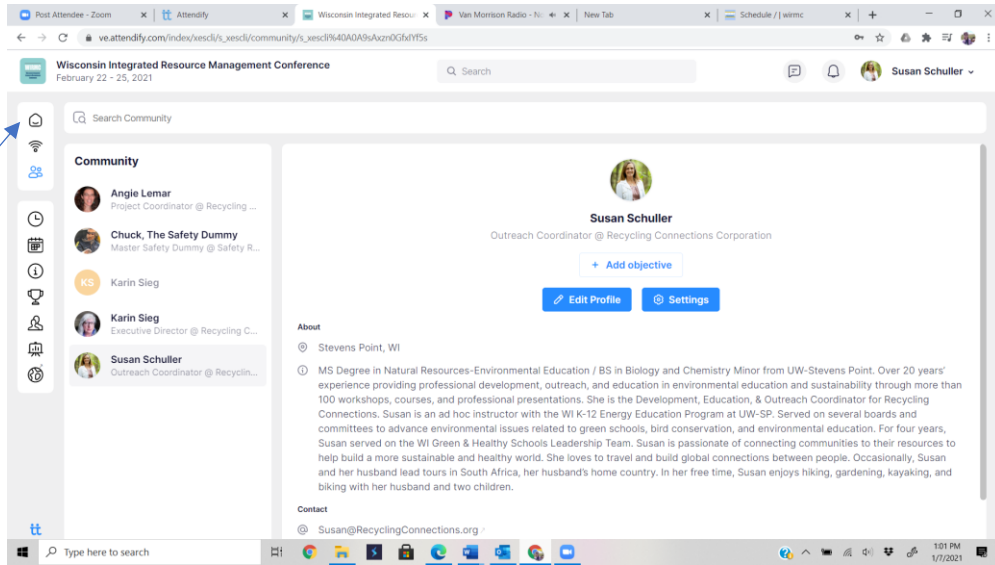 Post Attendee - Zoom
Attendify
Wisconsin Integrated Resour
Van Morrison Radio - No
New Tab
Schedule / | wirmc
ve.attendify.com/index/xescli/s_xescli/community/s_xescli%40A0A9sAxzn0GfxIYf5s
Wisconsin Integrated Resource Management Conference
February 22 - 25, 2021
Search
Susan Schuller
Search Community
Community
Angie Lemar
Project Coordinator @ Recycling ...
Chuck, The Safety Dummy
Master Safety Dummy @ Safety R...
KS
Karin Sieg
Karin Sieg
Executive Director @ Recycling C...
Susan Schuller
Outreach Coordinator @ Recyclin...
Susan Schuller
Outreach Coordinator @ Recycling Connections Corporation
+ Add objective
Edit Profile
Settings
About
Stevens Point, WI
MS Degree in Natural Resources-Environmental Education / BS in Biology and Chemistry Minor from UW-Stevens Point. Over 20 years'
experience providing professional development, outreach, and education in environmental education and sustainability through more than
100 workshops, courses, and professional presentations. She is the Development, Education, & Outreach Coordinator for Recycling
Connections. Susan is an ad hoc instructor with the WI K-12 Energy Education Program at UW-SP. Served on several boards and
committees to advance environmental issues related to green schools, bird conservation, and environmental education. For four years,
Susan served on the WI Green & Healthy Schools Leadership Team. Susan is passionate of connecting communities to their resources to
help build a more sustainable and healthy world. She loves to travel and build global connections between people. Occasionally, Susan
and her husband lead tours in South Africa, her husband's home country. In her free time, Susan enjoys hiking, gardening, kayaking, and
biking with her husband and two children.
Contact
Susan@RecyclingConnections.org
tt
Type here to search
1:01 PM
1/7/2021